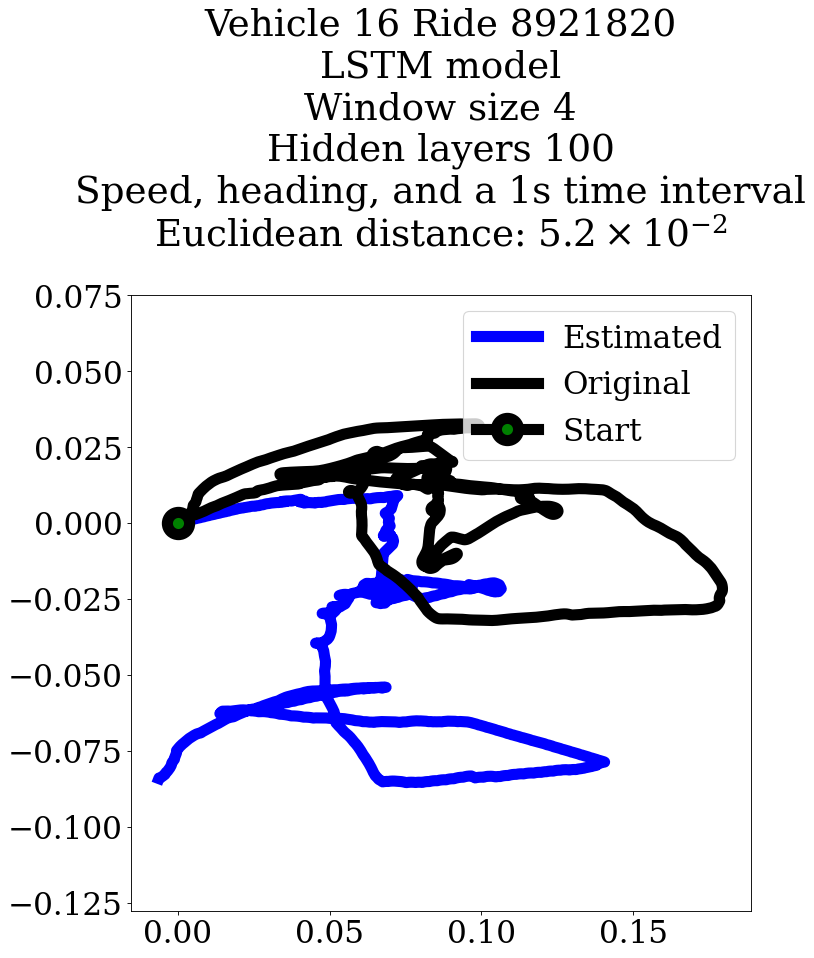 Vehicle 16 Ride 8921820
LSTM model
Window size 4
Hidden layers 100
Speed, heading, and a 1s time interval
Euclidean distance: 5.2 × 10⁻²
Estimated
Original
Start
0.075
0.050
0.025
0.000
−0.025
−0.050
−0.075
−0.100
−0.125
0.00 0.05 0.10 0.15